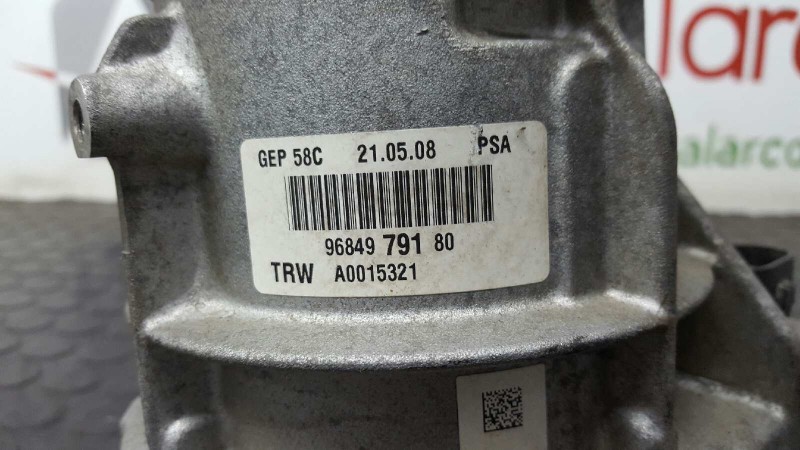 GEP 58C 21.05.08 PSA
96849 791 80
TRW A0015321